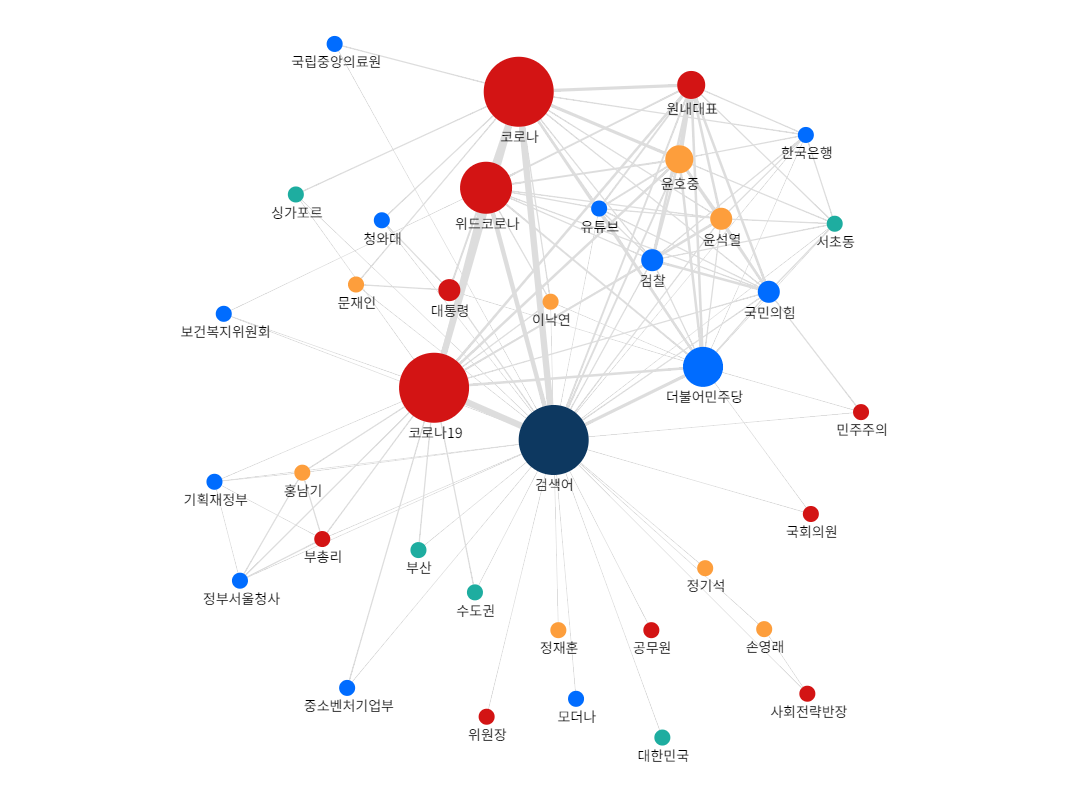 국립중앙의료원
코로나
원내대표
한국은행
윤호중
싱가포르
위드코로나
청와대
유튜브
윤석열
서초동
검찰
문재인
대통령
이낙연
국민의힘
보건복지위원회
더불어민주당
민주주의
코로나19
검색어
기획재정부
홍남기
국회의원
부총리
부산
정기석
정부서울청사
수도권
정재훈
공무원
손영래
중소벤처기업부
위원장
모더나
사회전략반장
대한민국